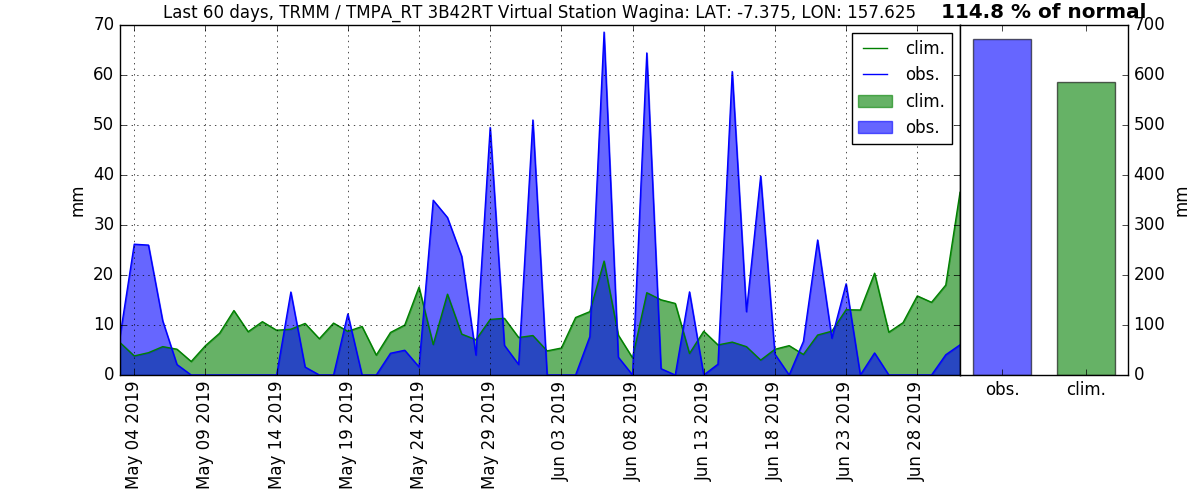 Last 60 days, TRMM / TMPA_RT 3B42RT Virtual Station Wagina: LAT: -7.375, LON: 157.625
114.8 % of normal
70
60
50
40
30
20
10
0
mm
clim.
obs.
clim.
obs.
700
600
500
400
300
200
100
0
mm
May 04 2019
May 09 2019
May 14 2019
May 19 2019
May 24 2019
May 29 2019
Jun 03 2019
Jun 08 2019
Jun 13 2019
Jun 18 2019
Jun 23 2019
Jun 28 2019
obs.
clim.